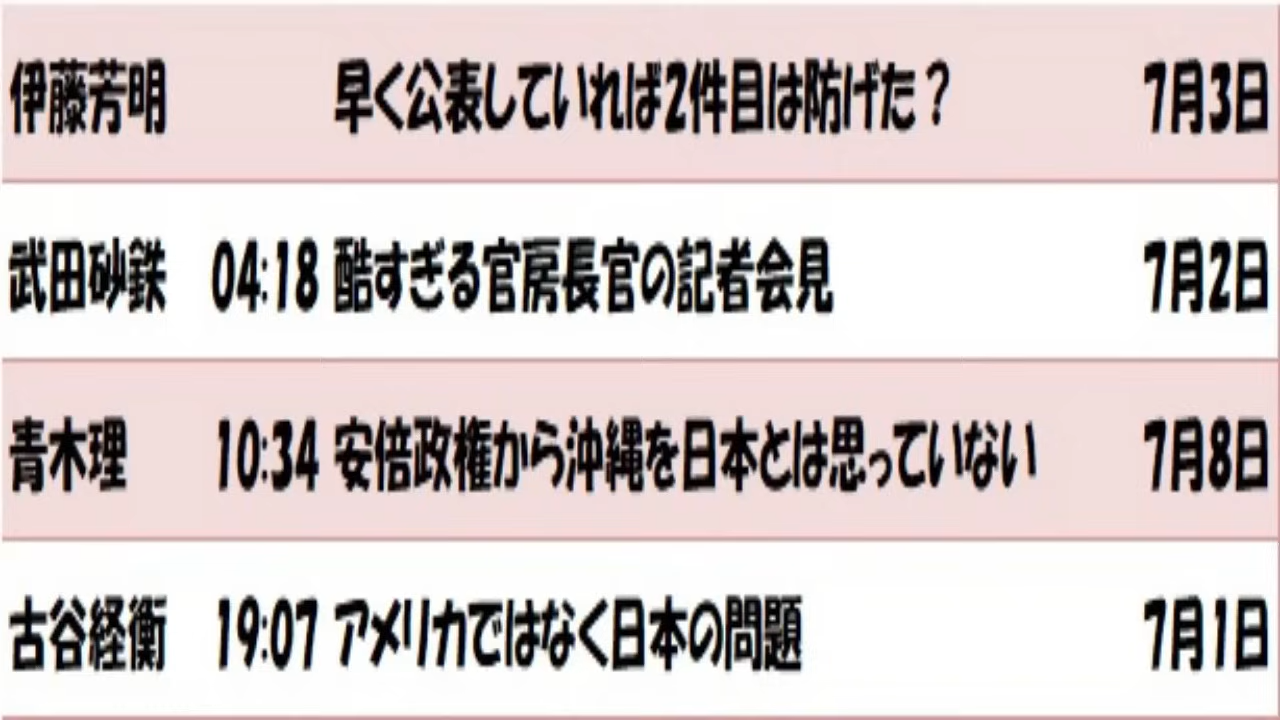 伊藤芳明 早く公表していれば2件目は防げた？ 7月3日
武田砂鉄 04:18 酷すぎる官房長官の記者会見 7月2日
青木理 10:34 安倍政権から沖縄を日本とは思っていない 7月8日
古谷経衡 19:07 アメリカではなく日本の問題 7月1日